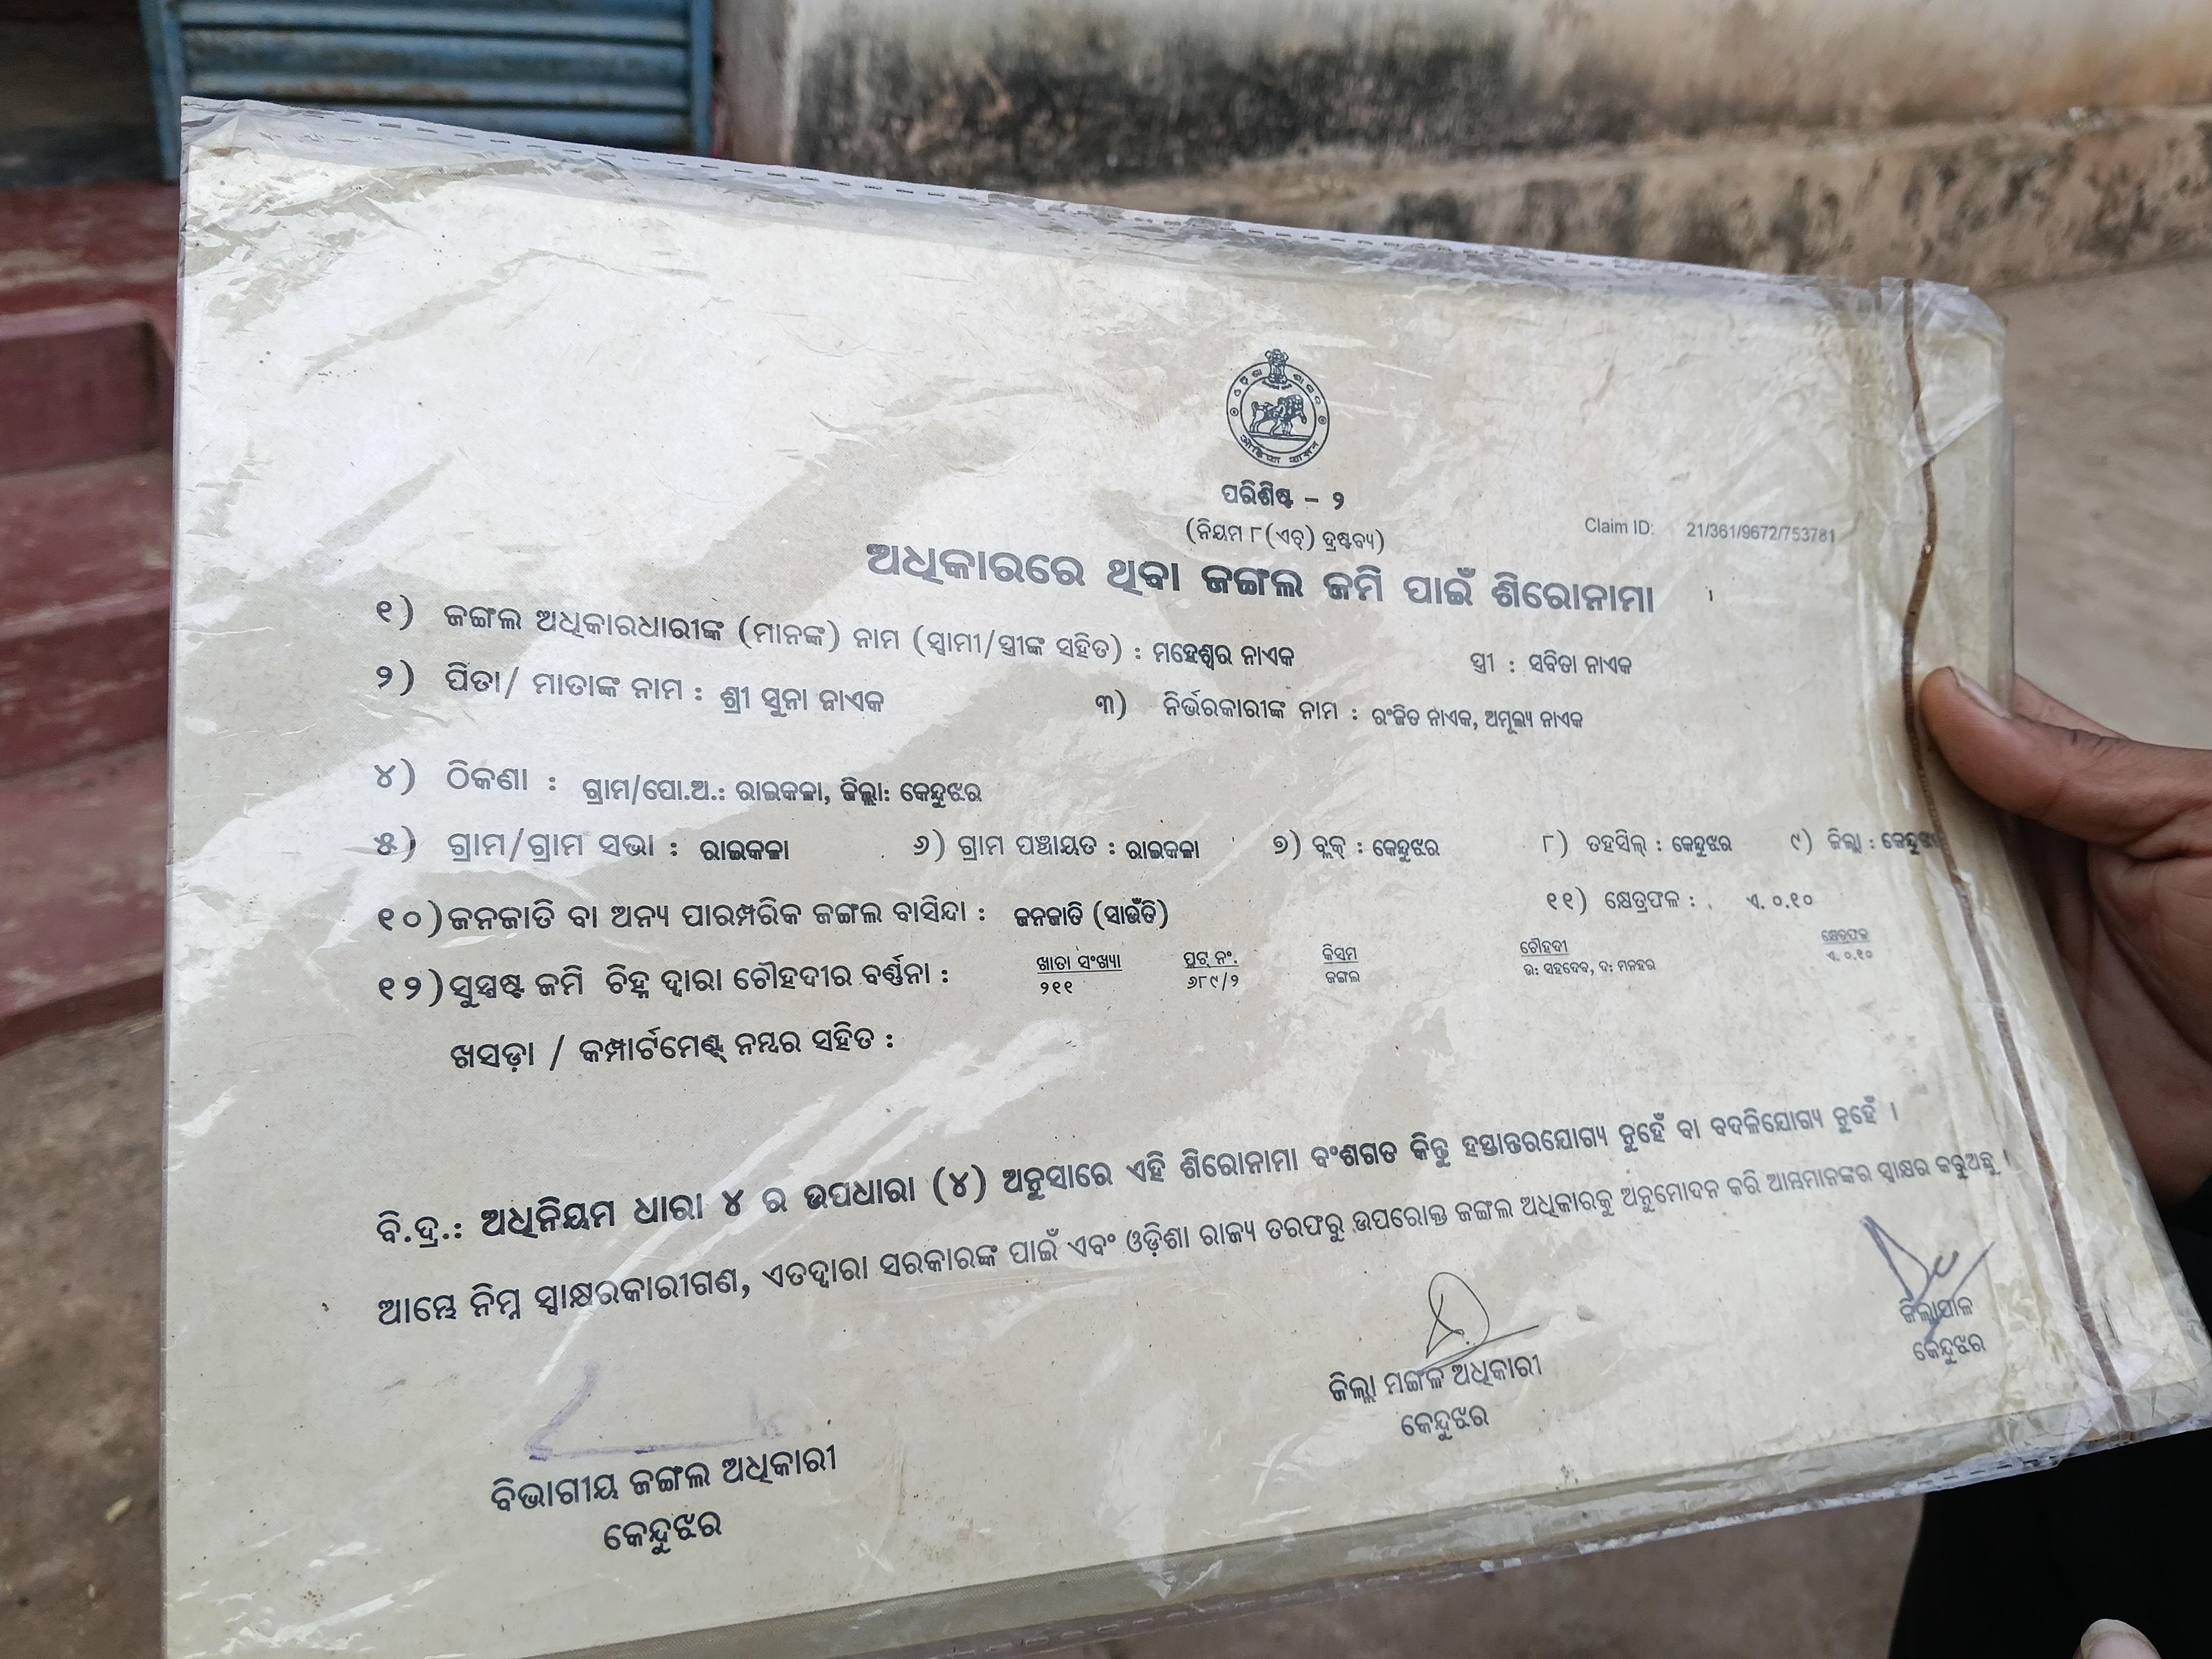 ପରିଶିଷ୍ଟ – ୨
(ନିୟମ ୮(ଏଚ୍) ଦ୍ରଷ୍ଟବ୍ୟ)
Claim ID: 21/361/9672/753781
ଅଧିକାରରେ ଥିବା ଜଙ୍ଗଲ ଜମି ପାଇଁ ଶିରୋନାମା
୧) ଜଙ୍ଗଲ ଅଧିକାରଧାରୀଙ୍କ (ମାନଙ୍କ) ନାମ (ସ୍ୱାମୀ/ସ୍ତ୍ରୀଙ୍କ ସହିତ) : ମହେଶ୍ୱର ନାଏକ ସ୍ତ୍ରୀ : ସବିତା ନାଏକ
୨) ପିତା/ ମାତାଙ୍କ ନାମ : ଶ୍ରୀ ସୁନା ନାଏକ ୩) ନିର୍ଭରକାରୀଙ୍କ ନାମ : ରଂଜିତ ନାଏକ, ଅମୂଲ୍ୟ ନାଏକ
୪) ଠିକଣା : ଗ୍ରାମ/ପୋ.ଅ.: ରାଇକଳା, ଜିଲ୍ଲା: କେନ୍ଦୁଝର
୫) ଗ୍ରାମ/ଗ୍ରାମ ସଭା : ରାଇକଳା ୬) ଗ୍ରାମ ପଞ୍ଚାୟତ : ରାଇକଳା ୭) ବ୍ଲକ୍ : କେନ୍ଦୁଝର ୮) ତହସିଲ୍ : କେନ୍ଦୁଝର ୯) ଜିଲ୍ଲା : କେନ୍ଦୁଝର
୧୦) ଜନଜାତି ବା ଅନ୍ୟ ପାରମ୍ପରିକ ଜଙ୍ଗଲ ବାସିନ୍ଦା : ଜନଜାତି (ସାଉଁତି) ୧୧) କ୍ଷେତ୍ରଫଳ : ଏ. ୦.୧୦
୧୨) ସୁସ୍ପଷ୍ଟ ଜମି ଚିହ୍ନ ଦ୍ୱାରା ଚୌହଦୀର ବର୍ଣ୍ଣନା : ଖାତା ସଂଖ୍ୟା ପ୍ଲଟ୍ ନଂ. କିସମ ଚୌହଦୀ କ୍ଷେତ୍ରଫଳ
୨୧୧ ୬୮୯/୨ ଜଙ୍ଗଲ ଉ: ସହଦେବ, ଦ: ମନହର ଏ. ୦.୧୦
ଖସଡ଼ା / କମ୍ପାର୍ଟମେଣ୍ଟ୍ ନମ୍ବର ସହିତ :
ବି.ଦ୍ର.: ଅଧିନିୟମ ଧାରା ୪ ର ଉପଧାରା (୪) ଅନୁସାରେ ଏହି ଶିରୋନାମା ବଂଶଗତ କିନ୍ତୁ ହସ୍ତାନ୍ତରଯୋଗ୍ୟ ନୁହେଁ ବା ବଦଳିଯୋଗ୍ୟ ନୁହେଁ ।
ଆମ୍ଭେ ନିମ୍ନ ସ୍ୱାକ୍ଷରକାରୀଗଣ, ଏତଦ୍ୱାରା ସରକାରଙ୍କ ପାଇଁ ଏବଂ ଓଡ଼ିଶା ରାଜ୍ୟ ତରଫରୁ ଉପରୋକ୍ତ ଜଙ୍ଗଲ ଅଧିକାରକୁ ଅନୁମୋଦନ କରି ଆମ୍ଭମାନଙ୍କର ସ୍ୱାକ୍ଷର କରୁଅଛୁ ।
ବିଭାଗୀୟ ଜଙ୍ଗଲ ଅଧିକାରୀ
କେନ୍ଦୁଝର
ଜିଲ୍ଲା ମଙ୍ଗଳ ଅଧିକାରୀ
କେନ୍ଦୁଝର
ଜିଲ୍ଲାପାଳ
କେନ୍ଦୁଝର